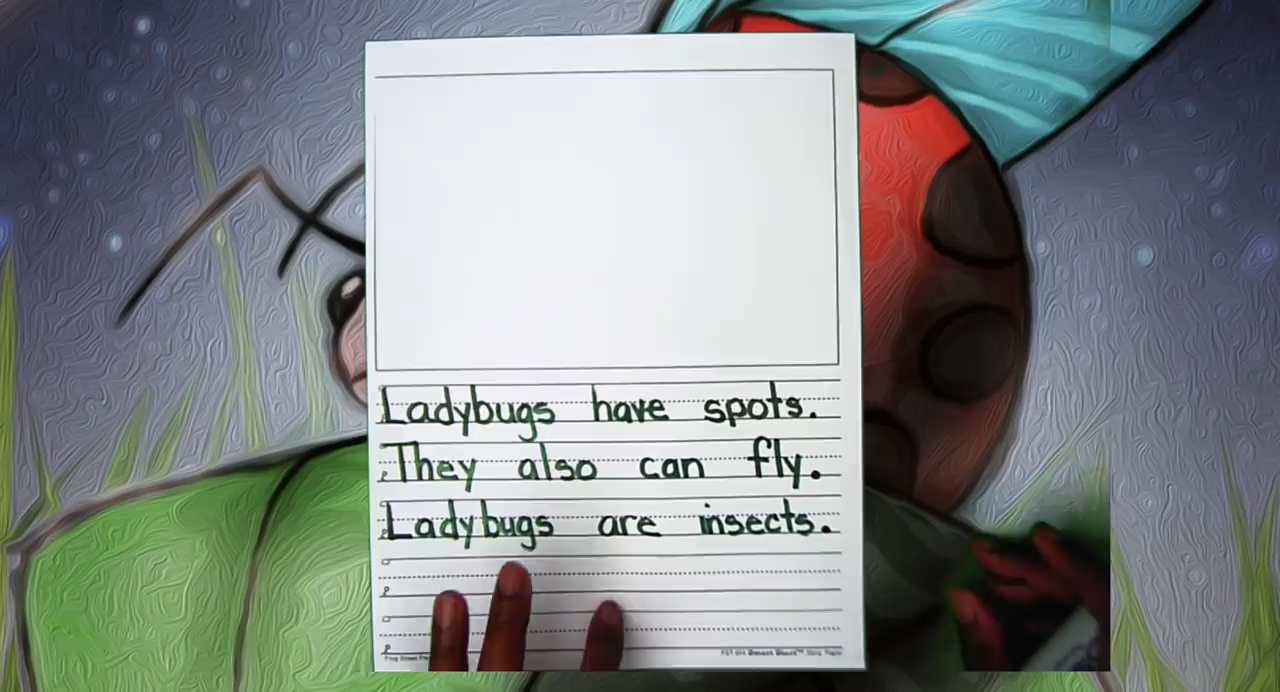 Ladybugs have spots.
They also can fly.
Ladybugs are insects.